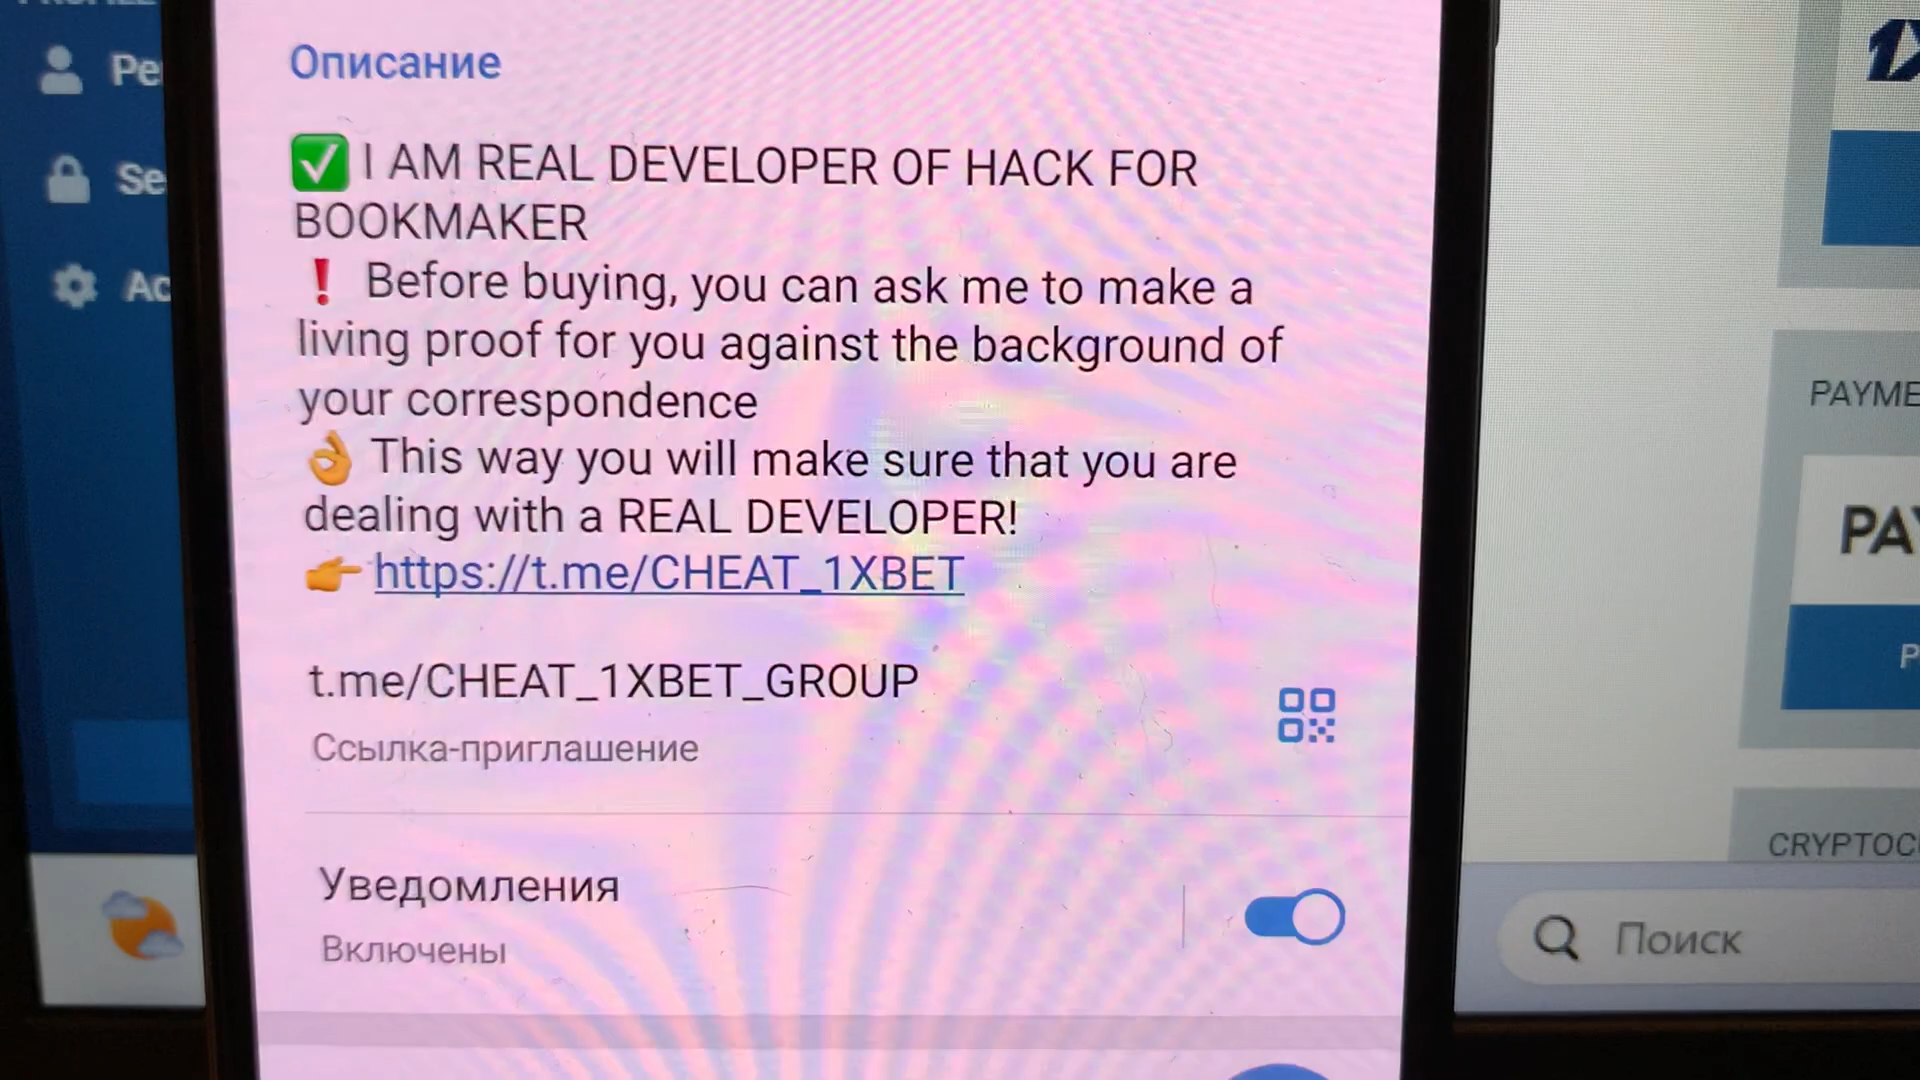 Описание
✅ I AM REAL DEVELOPER OF HACK FOR
BOOKMAKER
❗ Before buying, you can ask me to make a
living proof for you against the background of
your correspondence
👌 This way you will make sure that you are
dealing with a REAL DEVELOPER!
👉 https://t.me/CHEAT_1XBET
t.me/CHEAT_1XBET_GROUP
Ссылка-приглашение
Уведомления
Включены
Поиск